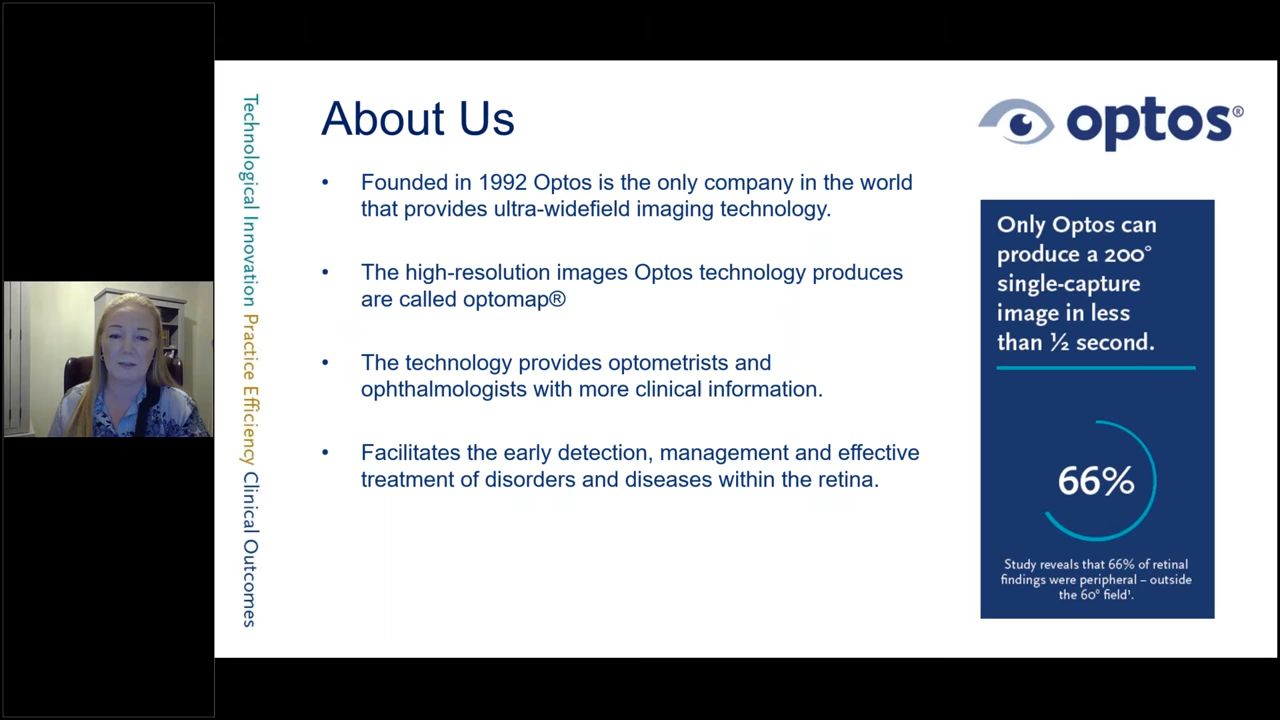 Technological Innovation Practice Efficiency Clinical Outcomes
About Us
• Founded in 1992 Optos is the only company in the world
that provides ultra-widefield imaging technology.
• The high-resolution images Optos technology produces
are called optomap®
• The technology provides optometrists and
ophthalmologists with more clinical information.
• Facilitates the early detection, management and effective
treatment of disorders and diseases within the retina.
optos®
Only Optos can
produce a 200°
single-capture
image in less
than ½ second.
66%
Study reveals that 66% of retinal
findings were peripheral – outside
the 60° field¹.